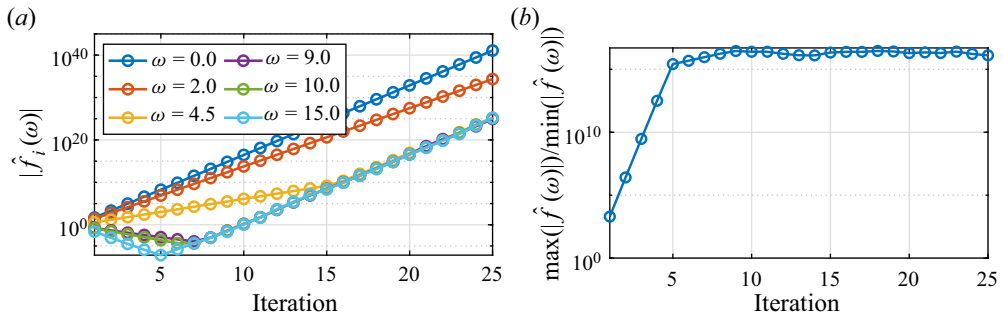 (a)
10^40
10^20
10^0
|f̂_i (ω)|
ω = 0.0
ω = 2.0
ω = 4.5
ω = 9.0
ω = 10.0
ω = 15.0
5 10 15 20 25
Iteration
(b)
10^10
10^0
max(|f̂ (ω)|)/min(|f̂ (ω)|)
5 10 15 20 25
Iteration